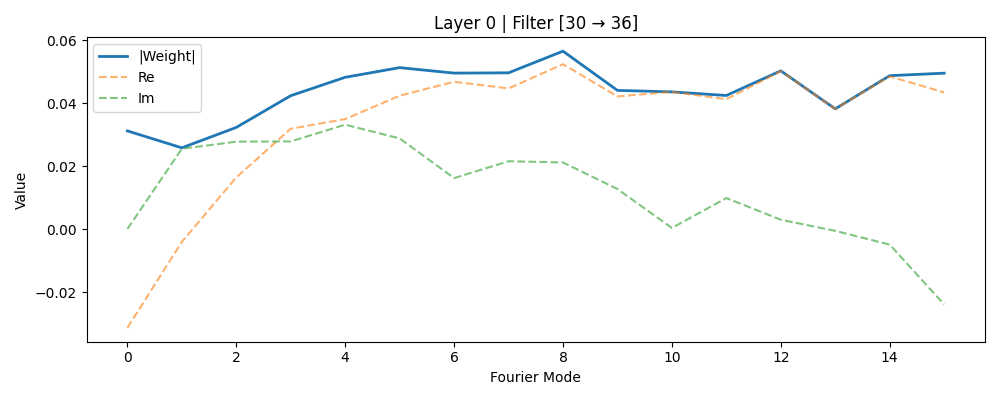 Layer 0 | Filter [30 → 36]
|Weight|
Re
Im
0.06
0.04
0.02
0.00
−0.02
Value
0 2 4 6 8 10 12 14
Fourier Mode